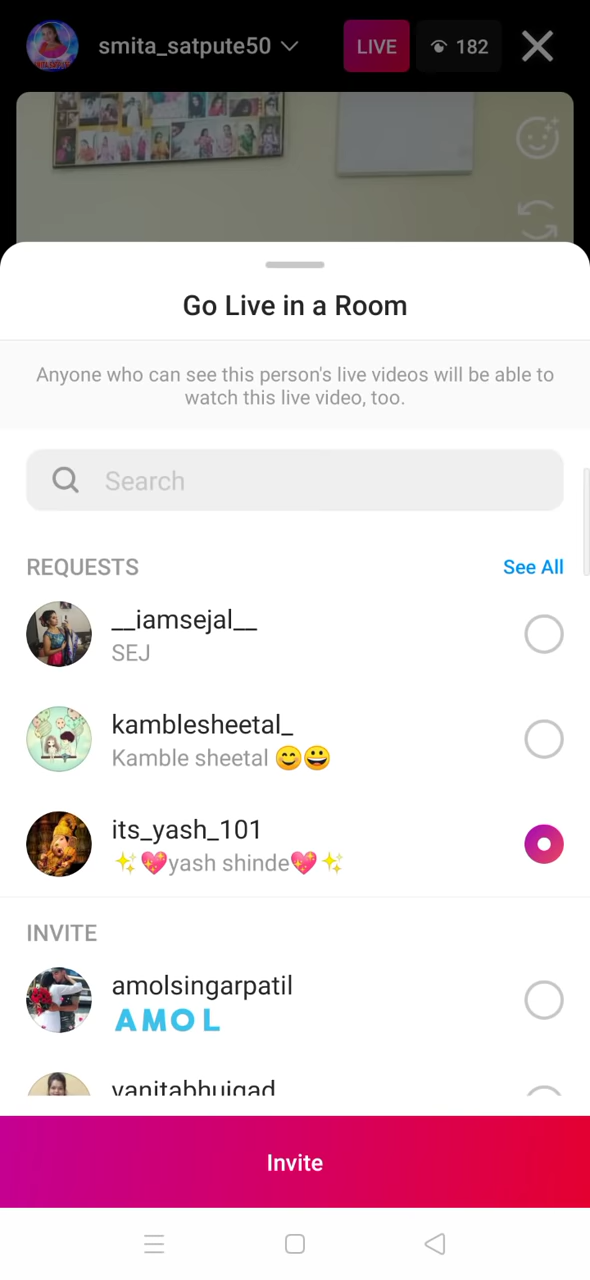 smita_satpute50
LIVE
182
Go Live in a Room
Anyone who can see this person's live videos will be able to
watch this live video, too.
Search
REQUESTS
See All
__iamsejal__
SEJ
kamblesheetal_
Kamble sheetal 😊😀
its_yash_101
✨💖yash shinde💖✨
INVITE
amolsingarpatil
AMOL
vanitabhuigad
Invite